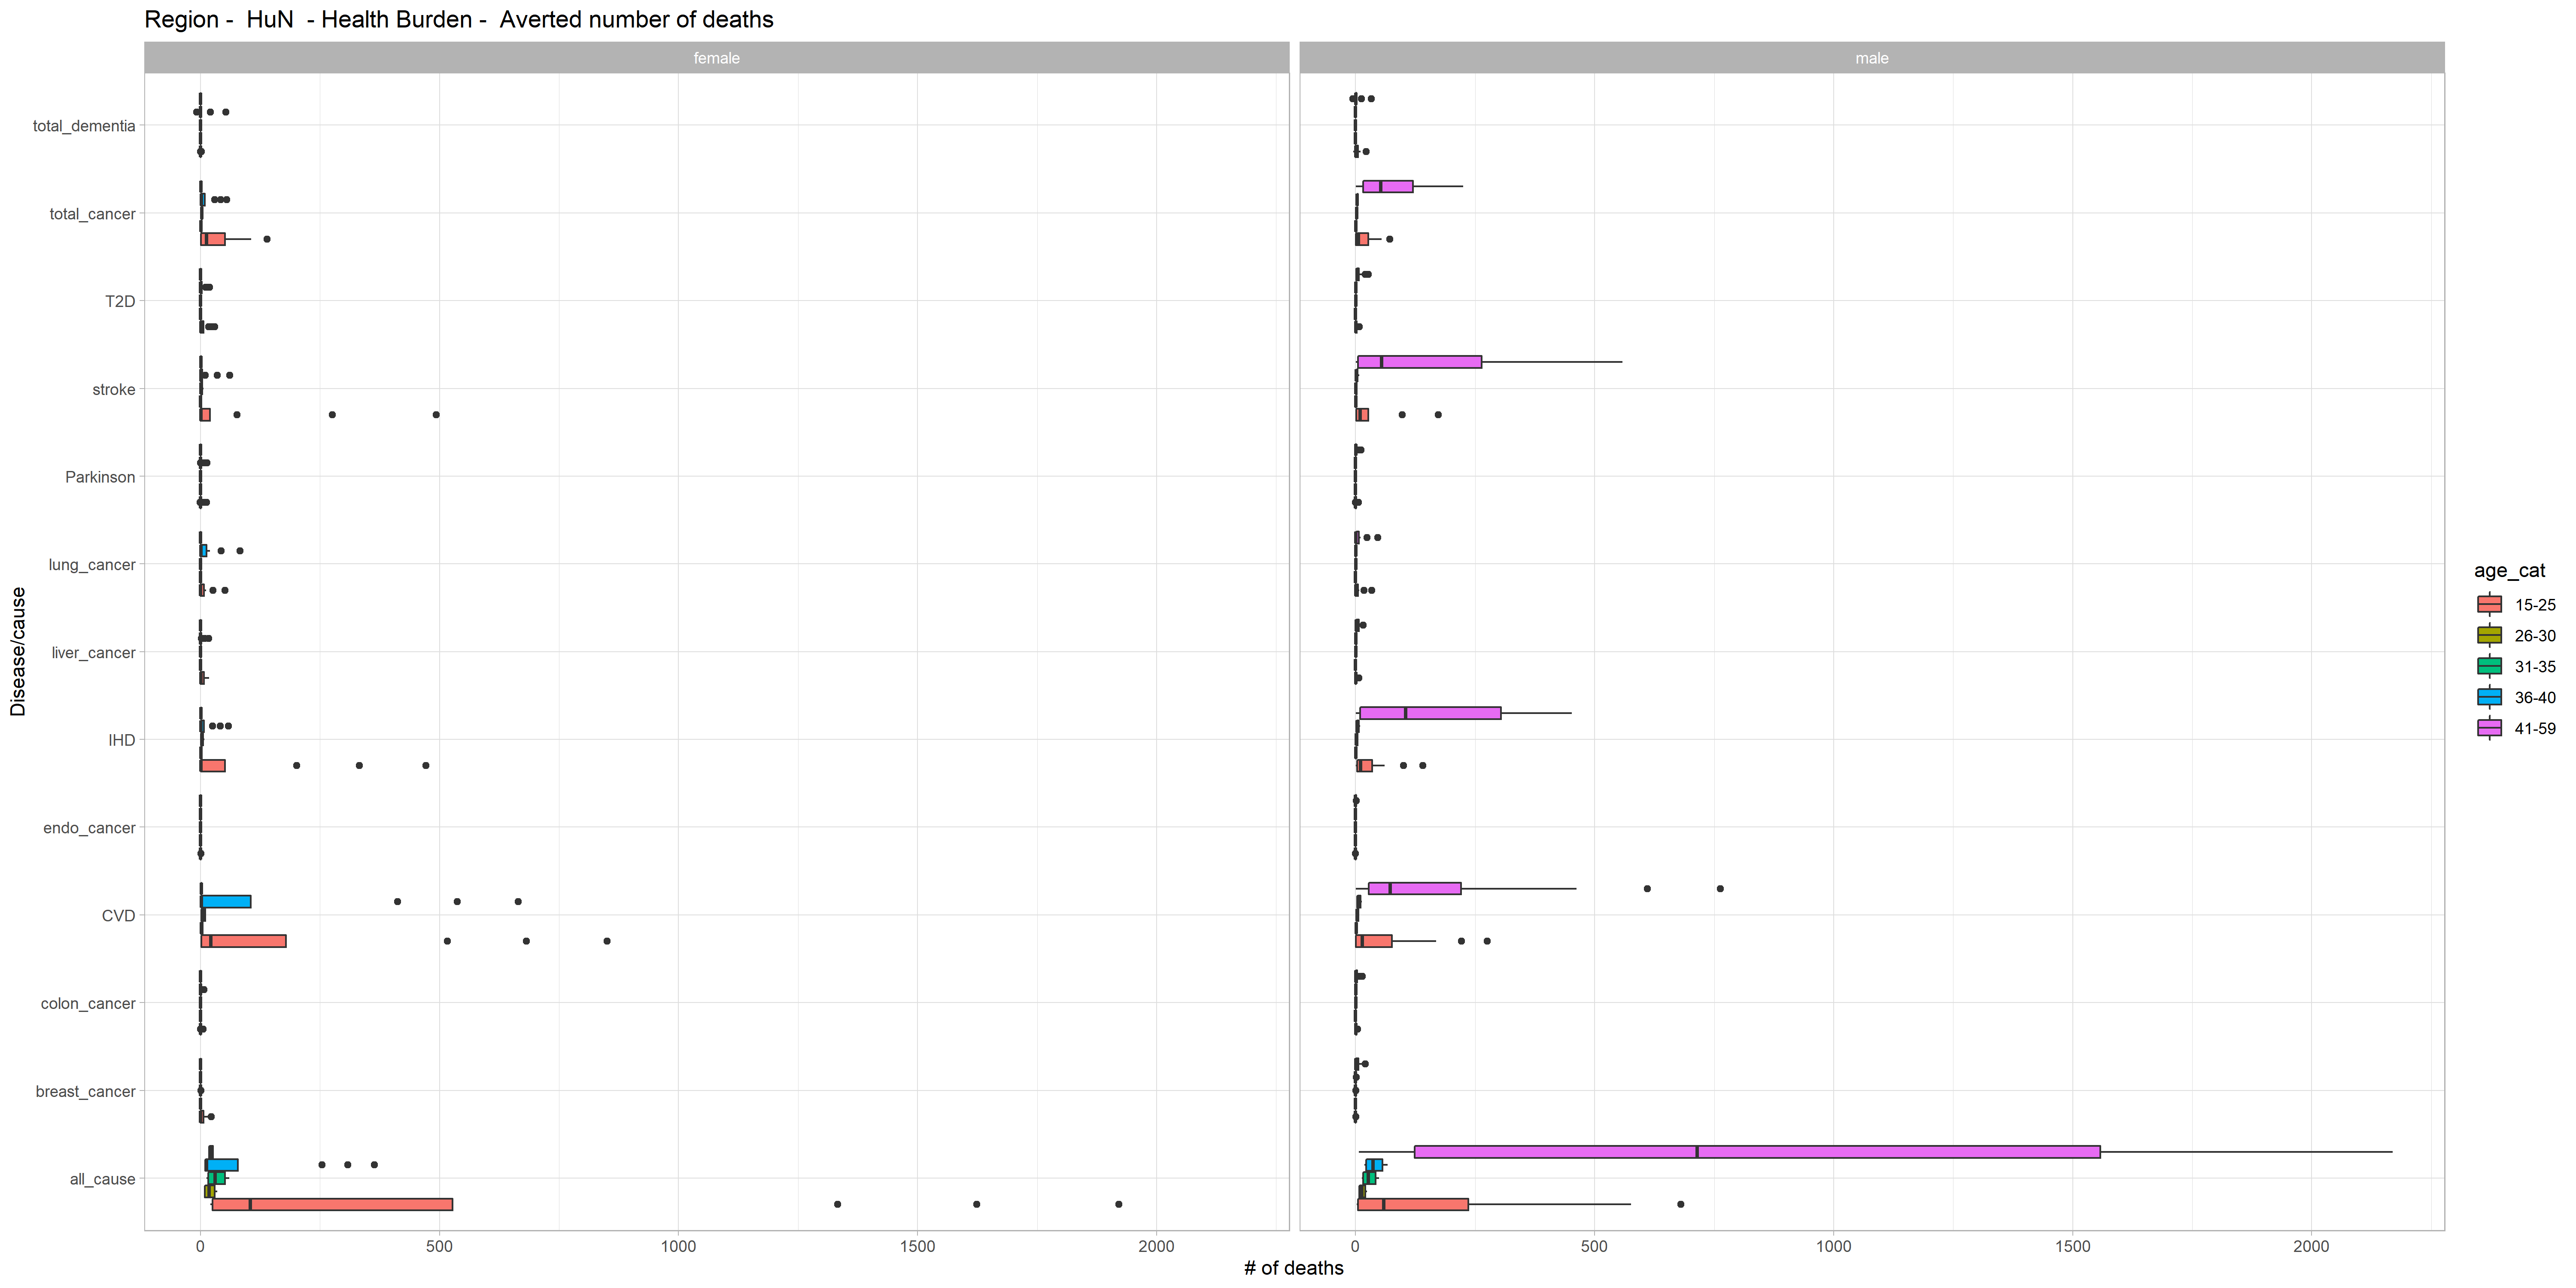 Region -  HuN  - Health Burden -  Averted number of deaths
female
male
Disease/cause
total_dementia
total_cancer
T2D
stroke
Parkinson
lung_cancer
liver_cancer
IHD
endo_cancer
CVD
colon_cancer
breast_cancer
all_cause
0 500 1000 1500 2000
0 500 1000 1500 2000
# of deaths
age_cat
15-25
26-30
31-35
36-40
41-59